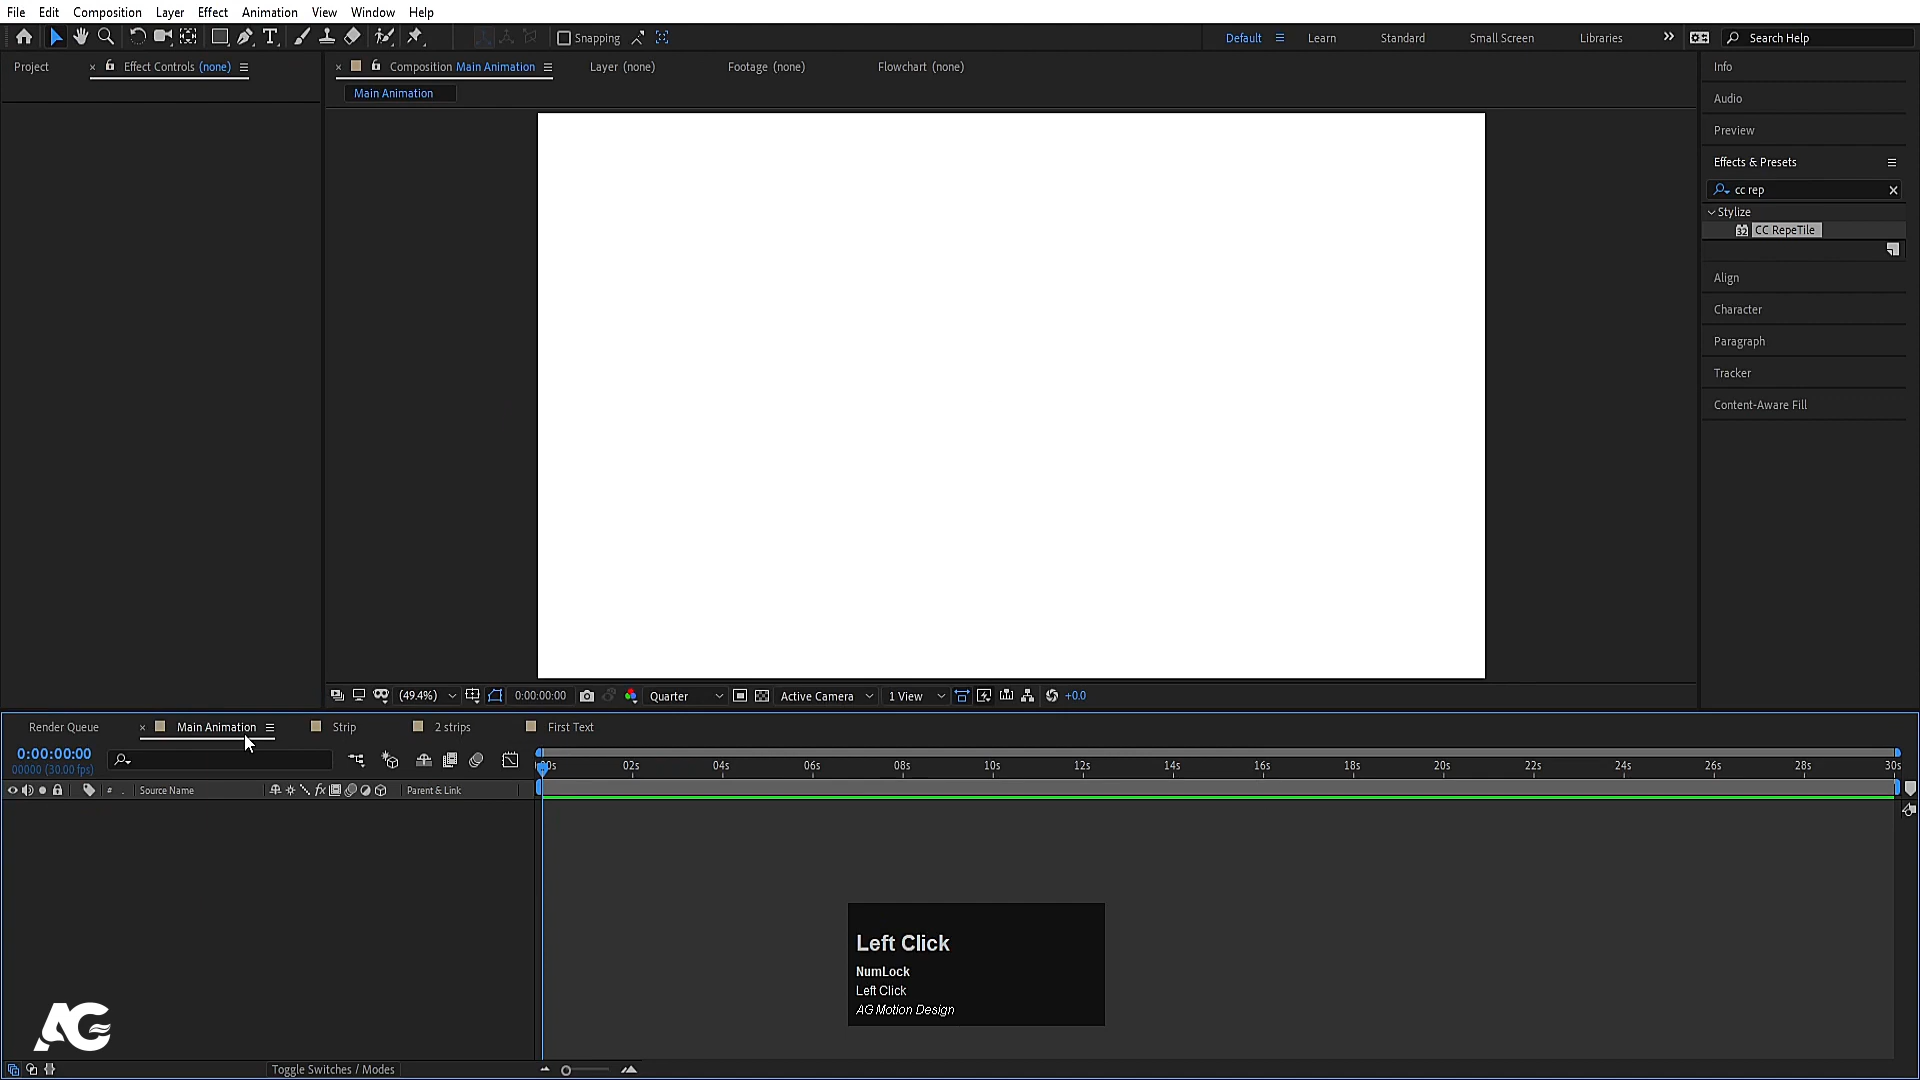 File Edit Composition Layer Effect Animation View Window Help
Snapping
Default Learn Standard Small Screen Libraries Search Help
Project Effect Controls (none) Composition Main Animation Layer (none) Footage (none) Flowchart (none)
Main Animation
Info
Audio
Preview
Effects & Presets
cc rep
Stylize
32 CC RepeTile
Align
Character
Paragraph
Tracker
Content-Aware Fill
(49.4%) 0:00:00:00 Quarter Active Camera 1 View +0.0
Render Queue Main Animation Strip 2 strips First Text
0:00:00:00
00000 (30.00 fps)
00s 02s 04s 06s 08s 10s 12s 14s 16s 18s 20s 22s 24s 26s 28s 30s
# . Source Name fx Parent & Link
Left Click
NumLock
Left Click
AG Motion Design
AG
Toggle Switches / Modes